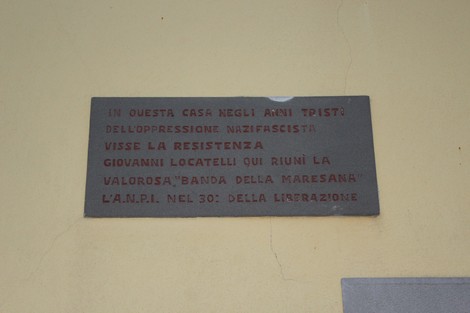 IN QUESTA CASA NEGLI ANNI TRISTI
DELL'OPPRESSIONE NAZIFASCISTA
VISSE LA RESISTENZA
GIOVANNI LOCATELLI QUI RIUNÌ LA
VALOROSA "BANDA DELLA MARESANA"
L'A.N.P.I. NEL 30° DELLA LIBERAZIONE